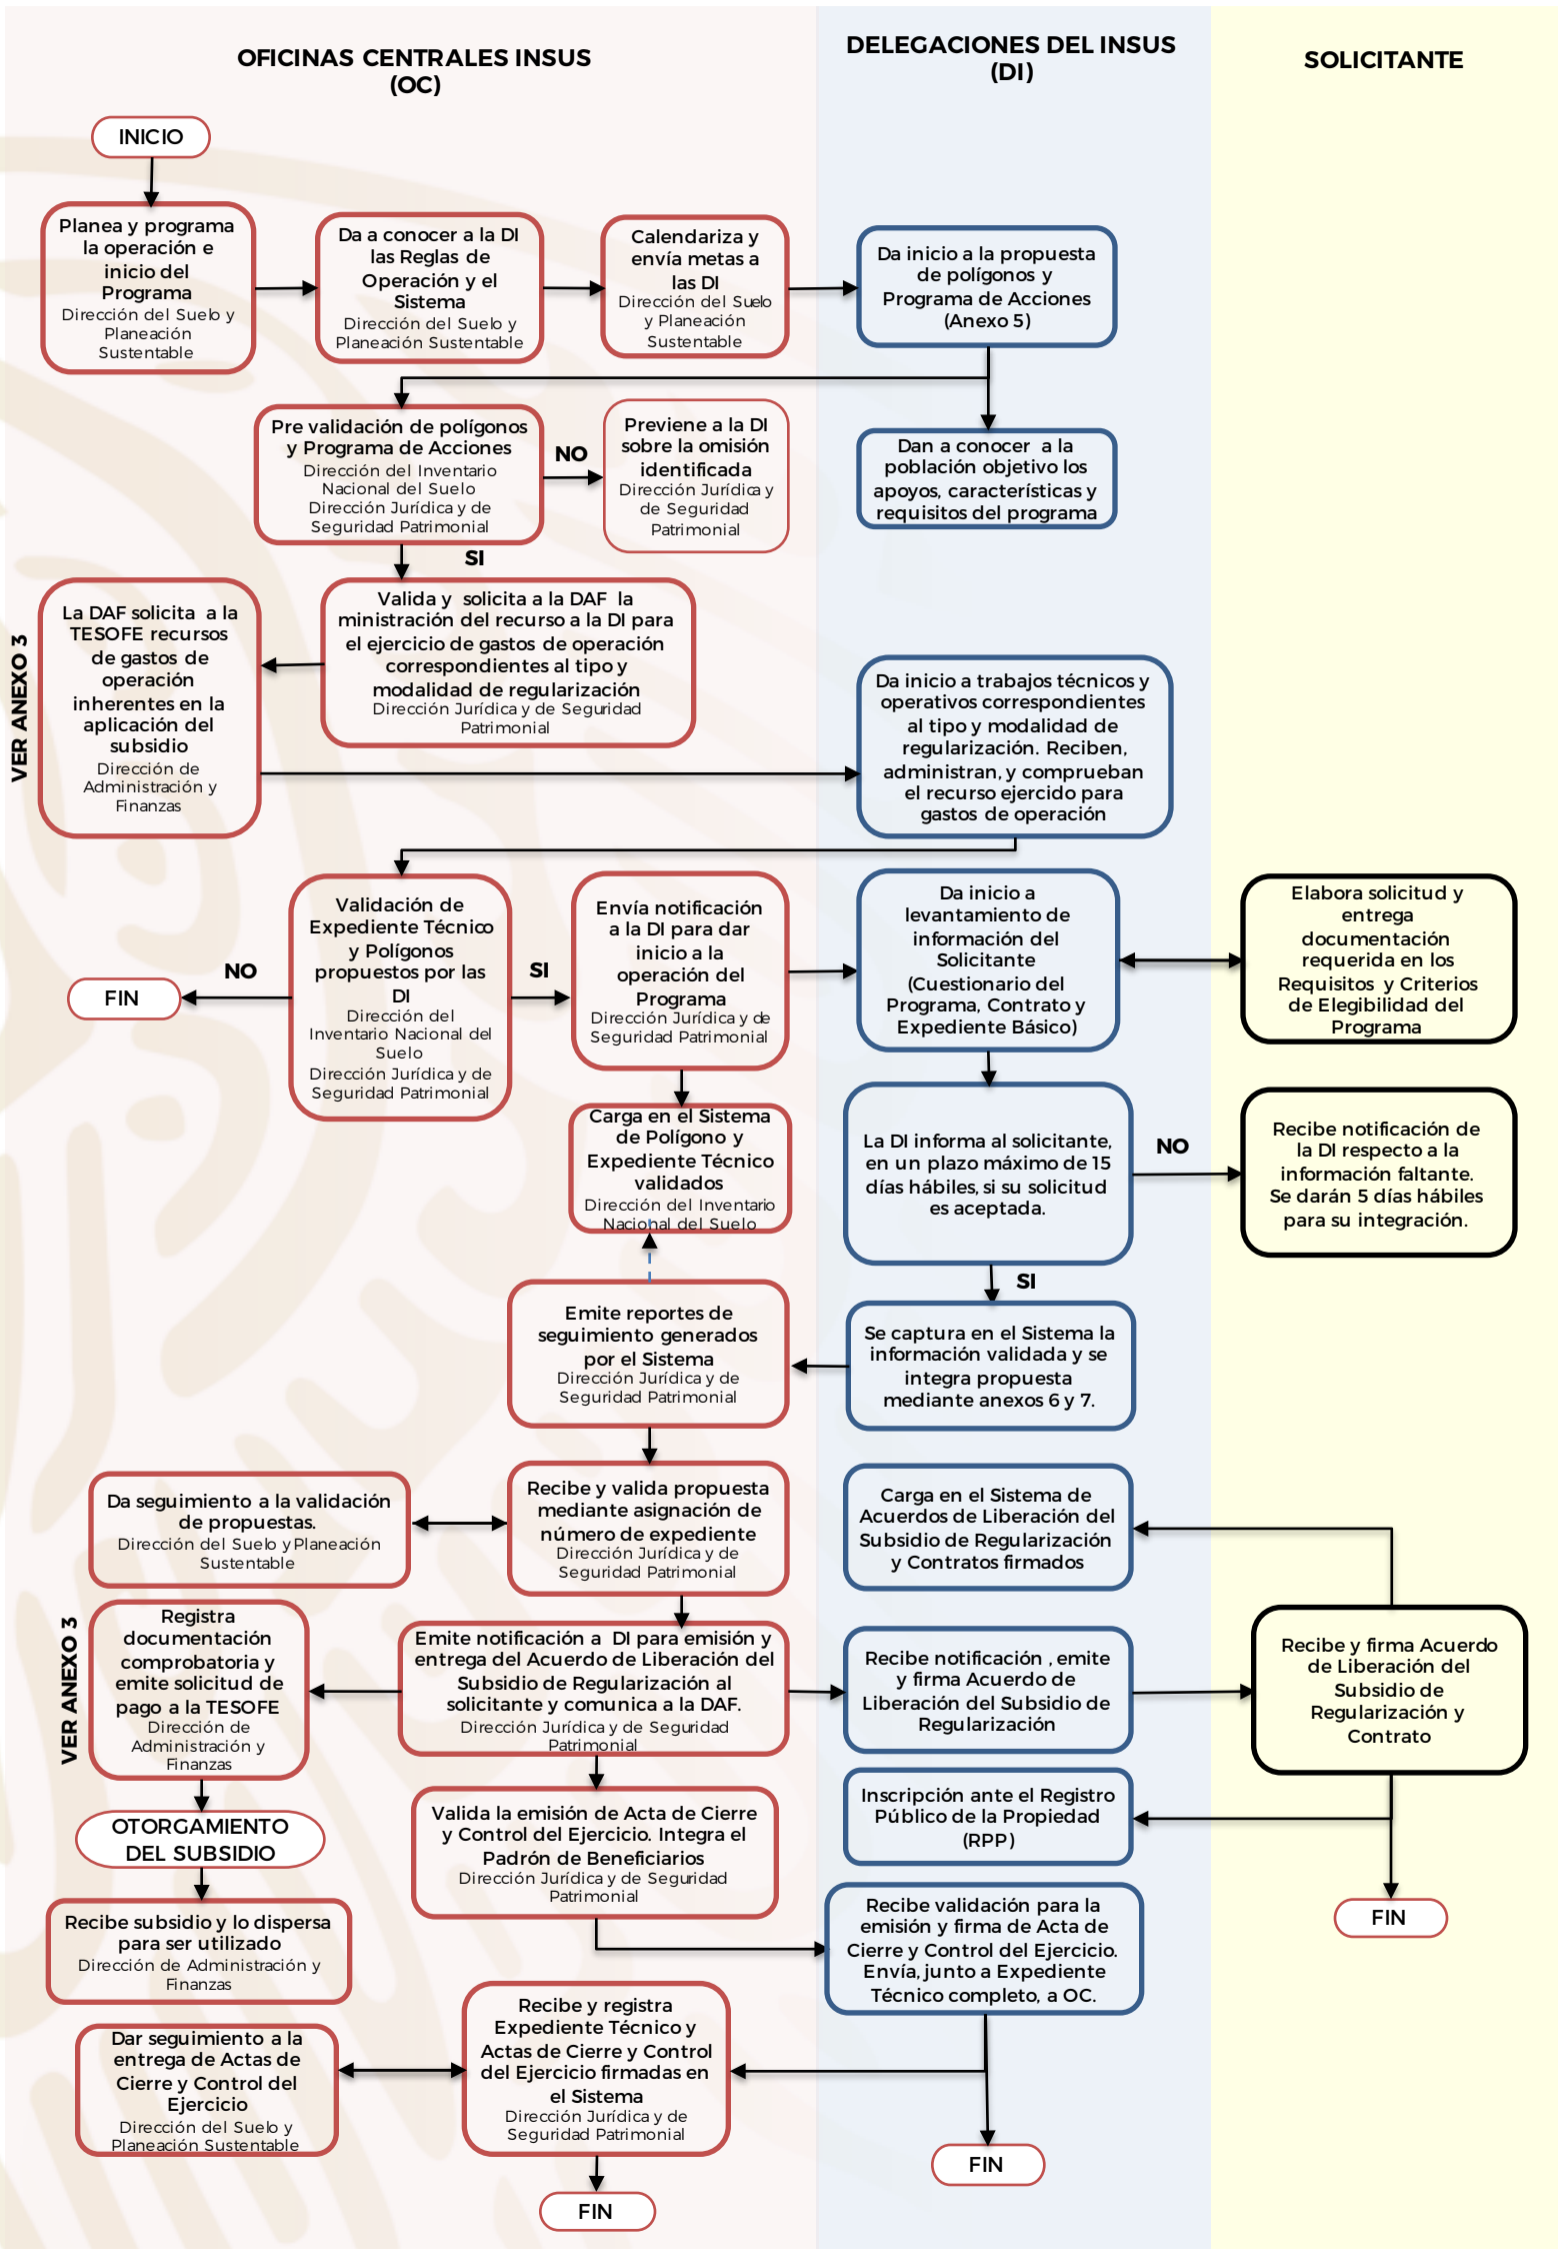 OFICINAS CENTRALES INSUS
(OC)
DELEGACIONES DEL INSUS
(DI)
SOLICITANTE
INICIO
Planea y programa
la operación e
inicio del
Programa
Dirección del Suelo y
Planeación
Sustentable
Da a conocer a la DI
las Reglas de
Operación y el
Sistema
Dirección del Suelo y
Planeación Sustentable
Calendariza y
envía metas a
las DI
Dirección del Suelo
y Planeación
Sustentable
Da inicio a la propuesta
de polígonos y
Programa de Acciones
(Anexo 5)
Pre validación de polígonos
y Programa de Acciones
Dirección del Inventario
Nacional del Suelo
Dirección Jurídica y de
Seguridad Patrimonial
NO
Previene a la DI
sobre la omisión
identificada
Dirección Jurídica y
de Seguridad
Patrimonial
Dan a conocer a la
población objetivo los
apoyos, características y
requisitos del programa
SI
VER ANEXO 3
La DAF solicita a la
TESOFE recursos
de gastos de
operación
inherentes en la
aplicación del
subsidio
Dirección de
Administración y
Finanzas
Valida y solicita a la DAF la
ministración del recurso a la DI para
el ejercicio de gastos de operación
correspondientes al tipo y
modalidad de regularización
Dirección Jurídica y de Seguridad
Patrimonial
Da inicio a trabajos técnicos y
operativos correspondientes
al tipo y modalidad de
regularización. Reciben,
administran, y comprueban
el recurso ejercido para
gastos de operación
FIN
NO
Validación de
Expediente Técnico
y Polígonos
propuestos por las
DI
Dirección del
Inventario Nacional del
Suelo
Dirección Jurídica y de
Seguridad Patrimonial
SI
Envía notificación
a la DI para dar
inicio a la
operación del
Programa
Dirección Jurídica y de
Seguridad Patrimonial
Da inicio a
levantamiento de
información del
Solicitante
(Cuestionario del
Programa, Contrato y
Expediente Básico)
Elabora solicitud y
entrega
documentación
requerida en los
Requisitos y Criterios
de Elegibilidad del
Programa
Carga en el Sistema
de Polígono y
Expediente Técnico
validados
Dirección del Inventario
Nacional del Suelo
La DI informa al solicitante,
en un plazo máximo de 15
días hábiles, si su solicitud
es aceptada.
NO
Recibe notificación de
la DI respecto a la
información faltante.
Se darán 5 días hábiles
para su integración.
SI
Emite reportes de
seguimiento generados
por el Sistema
Dirección Jurídica y de
Seguridad Patrimonial
Se captura en el Sistema la
información validada y se
integra propuesta
mediante anexos 6 y 7.
Da seguimiento a la validación
de propuestas.
Dirección del Suelo y Planeación
Sustentable
Recibe y valida propuesta
mediante asignación de
número de expediente
Dirección Jurídica y de
Seguridad Patrimonial
Carga en el Sistema de
Acuerdos de Liberación del
Subsidio de Regularización
y Contratos firmados
VER ANEXO 3
Registra
documentación
comprobatoria y
emite solicitud de
pago a la TESOFE
Dirección de
Administración y
Finanzas
Emite notificación a DI para emisión y
entrega del Acuerdo de Liberación del
Subsidio de Regularización al
solicitante y comunica a la DAF.
Dirección Jurídica y de Seguridad
Patrimonial
Recibe notificación , emite
y firma Acuerdo de
Liberación del Subsidio de
Regularización
Recibe y firma Acuerdo
de Liberación del
Subsidio de
Regularización y
Contrato
OTORGAMIENTO
DEL SUBSIDIO
Valida la emisión de Acta de Cierre
y Control del Ejercicio. Integra el
Padrón de Beneficiarios
Dirección Jurídica y de Seguridad
Patrimonial
Inscripción ante el Registro
Público de la Propiedad
(RPP)
Recibe subsidio y lo dispersa
para ser utilizado
Dirección de Administración y
Finanzas
Recibe validación para la
emisión y firma de Acta de
Cierre y Control del Ejercicio.
Envía, junto a Expediente
Técnico completo, a OC.
FIN
Dar seguimiento a la
entrega de Actas de
Cierre y Control del
Ejercicio
Dirección del Suelo y
Planeación Sustentable
Recibe y registra
Expediente Técnico y
Actas de Cierre y Control
del Ejercicio firmadas en
el Sistema
Dirección Jurídica y de
Seguridad Patrimonial
FIN
FIN